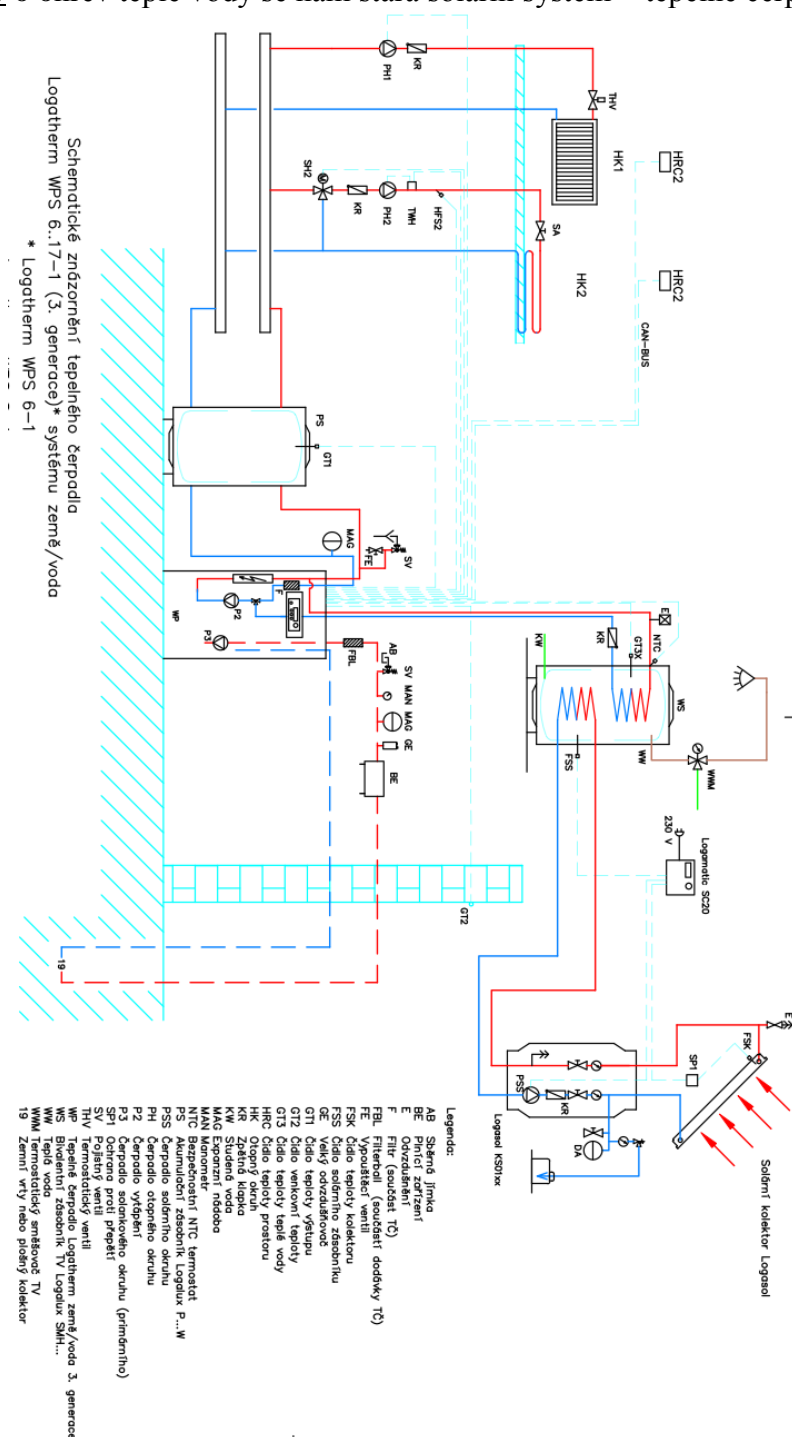 o ohřev teplé vody se nám stará solární systém
PH1
KR
THV
HK1
HRC2
SH2
M
KR
PH2
TWH
HFS2
SA
HK2
HRC2
CAN-BUS
Schematické znázornění tepelného čerpadla
Logatherm WPS 6..17-1 (3. generace)* systému země/voda
* Logatherm WPS 6-1
PS
GT1
MAG
FE
SV
F
P2
WP
P3
FBL
AB
SV
MAN
MAG
GE
BE
E
KR
NTC
GT3X
KW
WS
FSS
WW
WWM
230 V
Logamatic SC20
GT2
19
E
FSK
SP1
PSS
KR
DA
Logasol KS01xx
Solární kolektor Logasol
Legenda:
AB Sběrná jímka
BE Plnicí zařízení
E Odvzdušnění
F Filtr (součást TČ)
FBL Filterball (součástí dodávky TČ)
FE Vypouštěcí ventil
FSK Čidlo teploty kolektoru
FSS Čidlo solárního zásobníku
GE Velký odvzdušňovač
GT1 Čidlo teploty výstupu
GT2 Čidlo venkovní teploty
GT3 Čidlo teploty teplé vody
HRC Čidlo teploty prostoru
HK Otopný okruh
KR Zpětná klapka
KW Studená voda
MAG Expanzní nádoba
MAN Manometr
NTC Bezpečnostní NTC termostat
PS Akumulační zásobník Logalux P...W
PSS Čerpadlo solárního okruhu
PH Čerpadlo otopného okruhu
P2 Čerpadlo vytápění
P3 Čerpadlo solankového okruhu (primárního)
SP1 Ochrana proti přepětí
SV Pojistný ventil
THV Termostatický ventil
WP Tepelné čerpadlo Logatherm země/voda 3. generace
WS Bivalentní zásobník TV Logalux SMH...
WW Teplá voda
WWM Termostatický směšovač TV
19 Zemní vrty nebo plošný kolektor